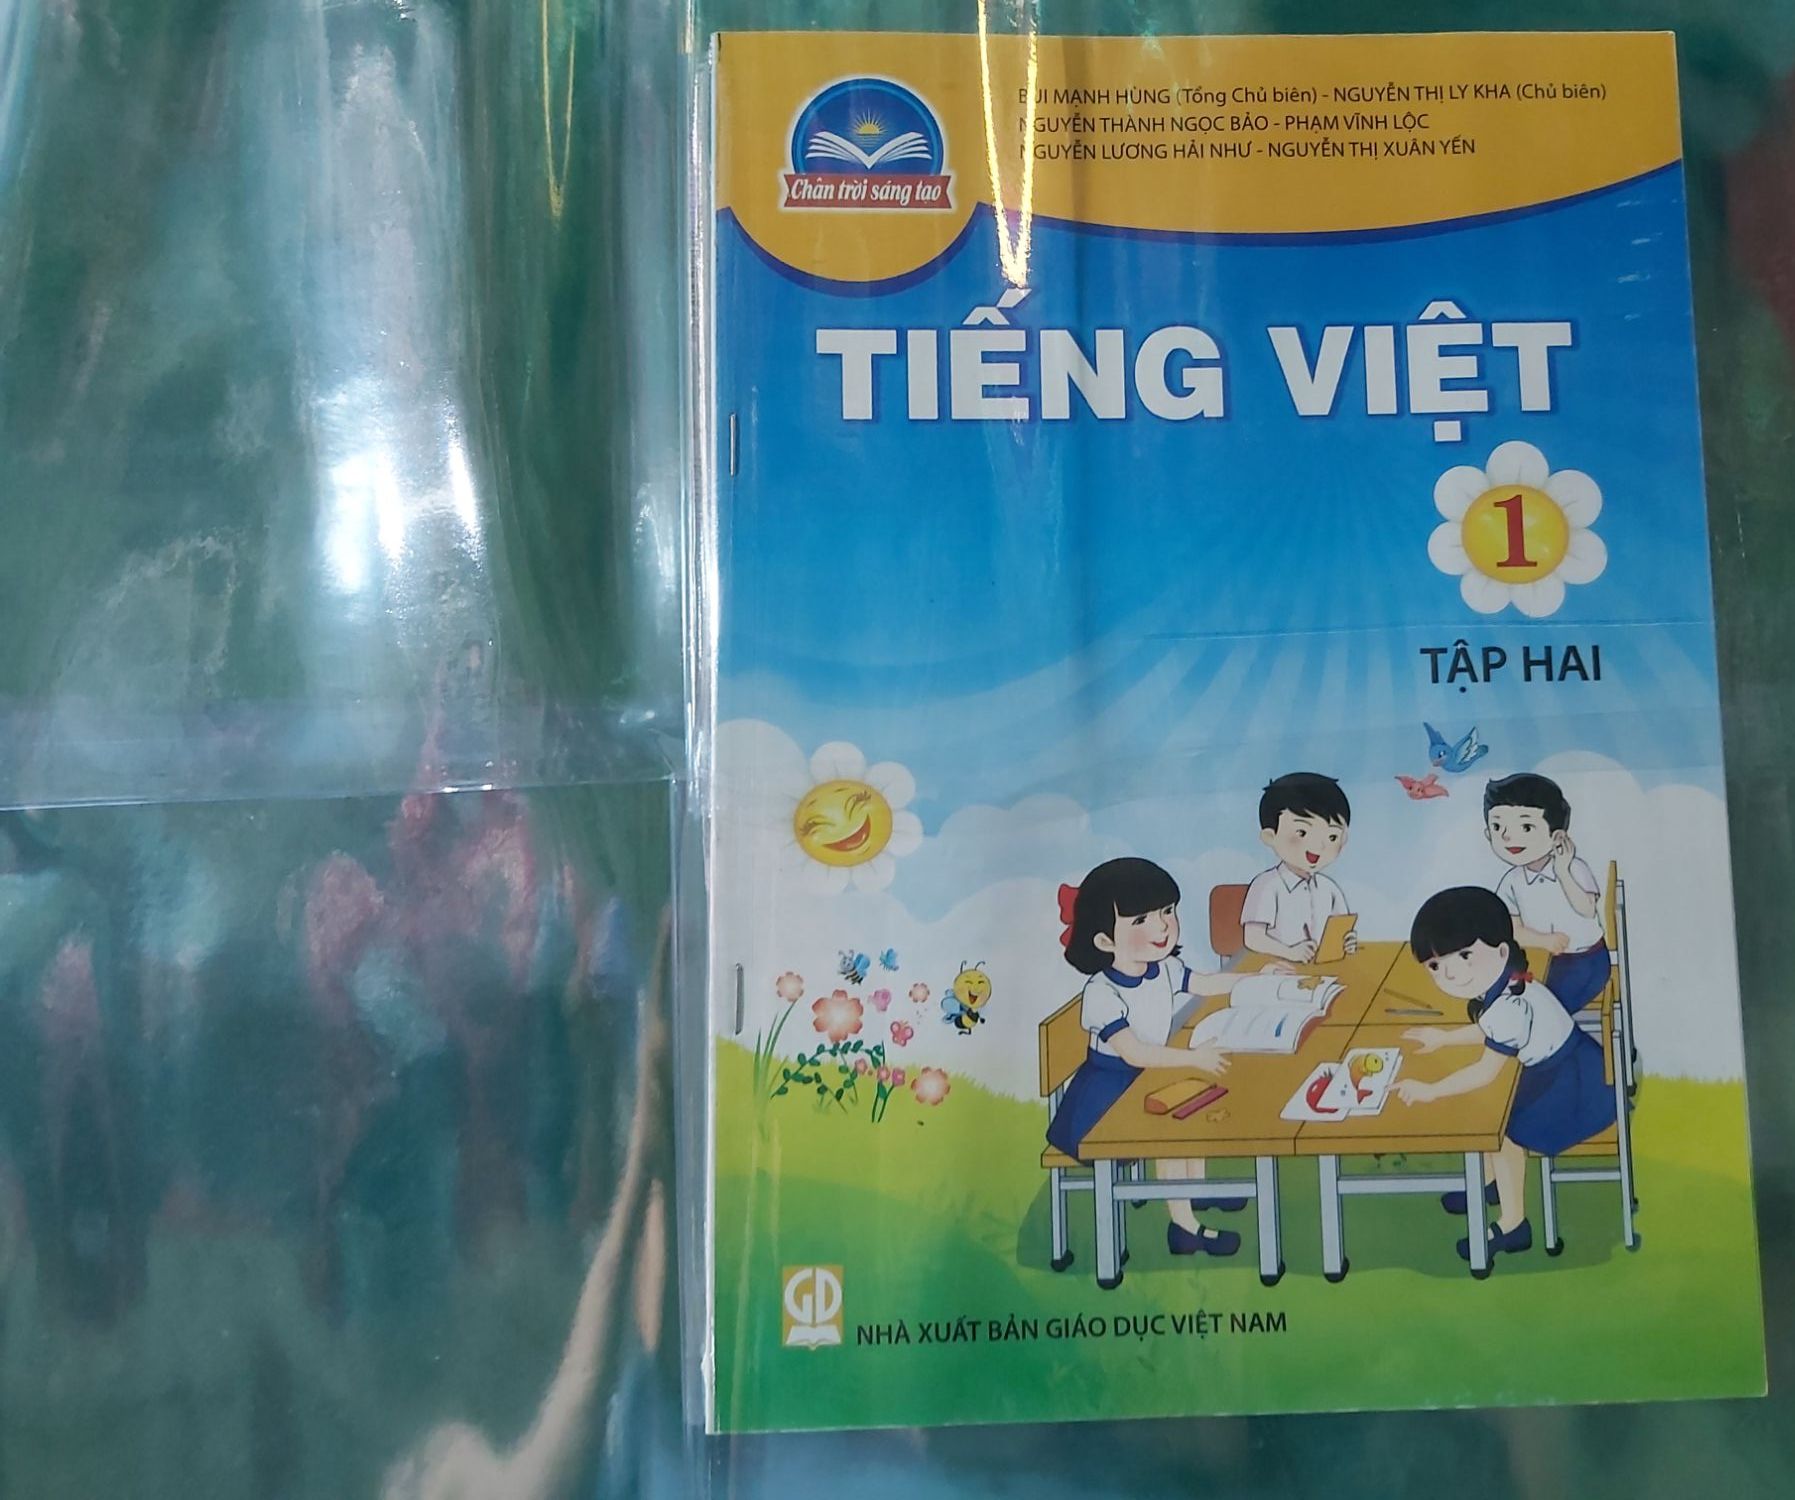 BÙI MẠNH HÙNG (Tổng Chủ biên) - NGUYỄN THỊ LY KHA (Chủ biên)
NGUYỄN THÀNH NGỌC BẢO - PHẠM VĨNH LỘC
NGUYỄN LƯƠNG HẢI NHƯ - NGUYỄN THỊ XUÂN YẾN
Chân trời sáng tạo
TIẾNG VIỆT
1
TẬP HAI
GD
NHÀ XUẤT BẢN GIÁO DỤC VIỆT NAM